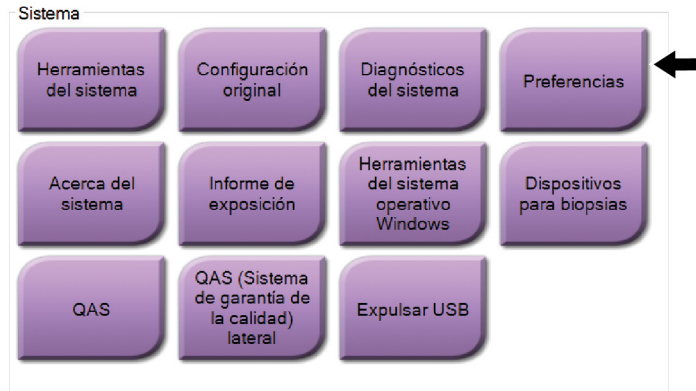 Sistema
Herramientas
del sistema
Configuración
original
Diagnósticos
del sistema
Preferencias
Acerca del
sistema
Informe de
exposición
Herramientas
del sistema
operativo
Windows
Dispositivos
para biopsias
QAS
QAS (Sistema
de garantía de
la calidad)
lateral
Expulsar USB